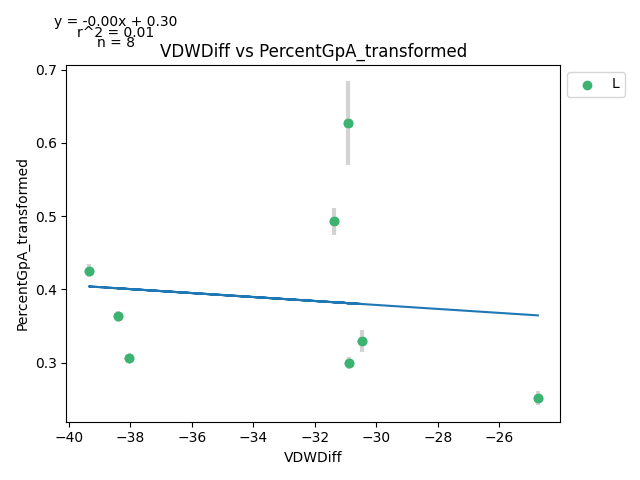 y = -0.00x + 0.30
r^2 = 0.01
n = 8
VDWDiff vs PercentGpA_transformed
L
0.7
0.6
0.5
0.4
0.3
PercentGpA_transformed
−40 −38 −36 −34 −32 −30 −28 −26
VDWDiff